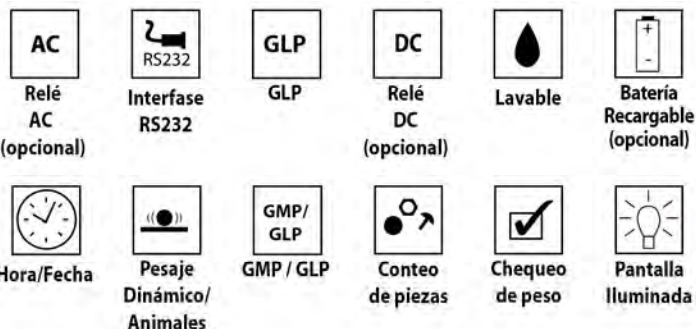 AC
Relé
AC
(opcional)
RS232
Interfase
RS232
GLP
GLP
DC
Relé
DC
(opcional)
Lavable
+
-
Batería
Recargable
(opcional)
Hora/Fecha
Pesaje
Dinámico/
Animales
GMP/
GLP
GMP / GLP
Conteo
de piezas
Chequeo
de peso
Pantalla
Iluminada